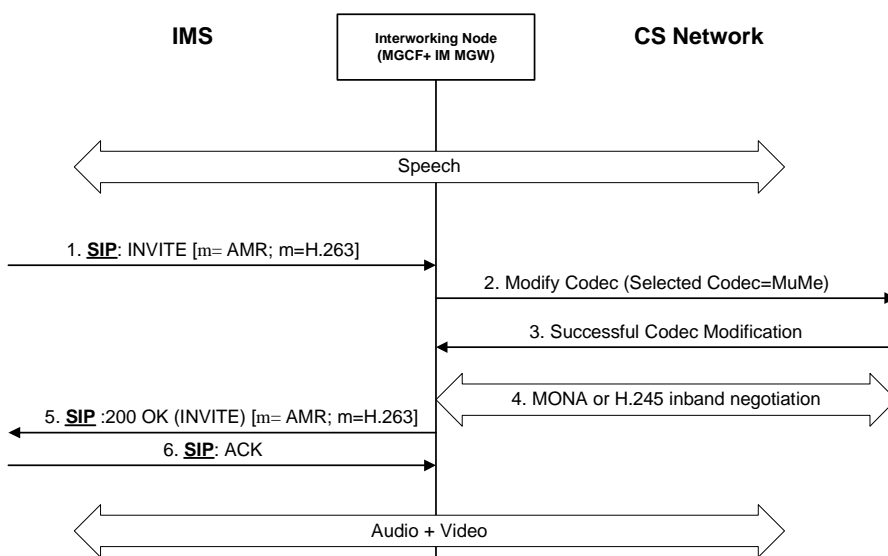 IMS
Interworking Node
(MGCF+ IM MGW)
CS Network
Speech
1. SIP: INVITE [m= AMR; m=H.263]
2. Modify Codec (Selected Codec=MuMe)
3. Successful Codec Modification
4. MONA or H.245 inband negotiation
5. SIP :200 OK (INVITE) [m= AMR; m=H.263]
6. SIP: ACK
Audio + Video